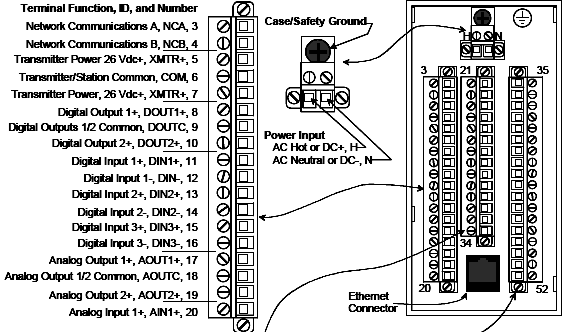 Terminal Function, ID, and Number
Network Communications A, NCA, 3
Network Communications B, NCB, 4
Transmitter Power 26 Vdc+, XMTR+, 5
Transmitter/Station Common, COM, 6
Transmitter Power, 26 Vdc+, XMTR+, 7
Digital Output 1+, DOUT1+, 8
Digital Outputs 1/2 Common, DOUTC, 9
Digital Output 2+, DOUT2+, 10
Digital Input 1+, DIN1+, 11
Digital Input 1-, DIN-, 12
Digital Input 2+, DIN2+, 13
Digital Input 2-, DIN2-, 14
Digital Input 3+, DIN3+, 15
Digital Input 3-, DIN3-, 16
Analog Output 1+, AOUT1+, 17
Analog Output 1/2 Common, AOUTC, 18
Analog Output 2+, AOUT2+, 19
Analog Input 1+, AIN1+, 20
Case/Safety Ground
Power Input
AC Hot or DC+, H
AC Neutral or DC-, N
H N
3 21 35
34
20 52
Ethernet
Connector